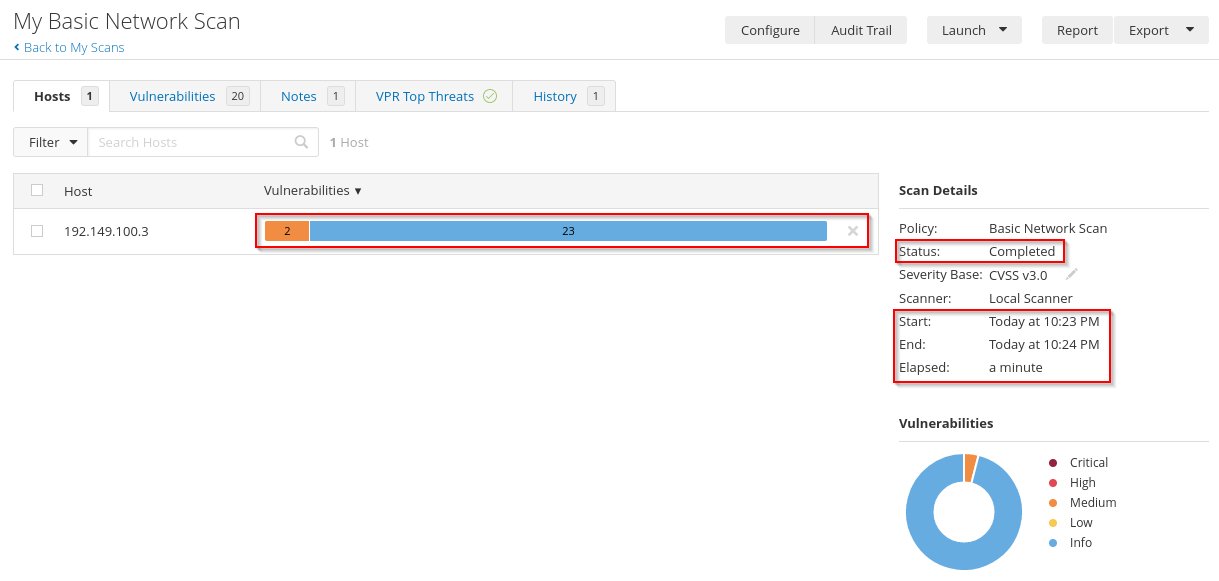 My Basic Network Scan
Back to My Scans
Configure Audit Trail Launch Report Export
Hosts 1 Vulnerabilities 20 Notes 1 VPR Top Threats History 1
Filter Search Hosts 1 Host
Host Vulnerabilities
192.149.100.3 2 23
Scan Details
Policy: Basic Network Scan
Status: Completed
Severity Base: CVSS v3.0
Scanner: Local Scanner
Start: Today at 10:23 PM
End: Today at 10:24 PM
Elapsed: a minute
Vulnerabilities
Critical
High
Medium
Low
Info